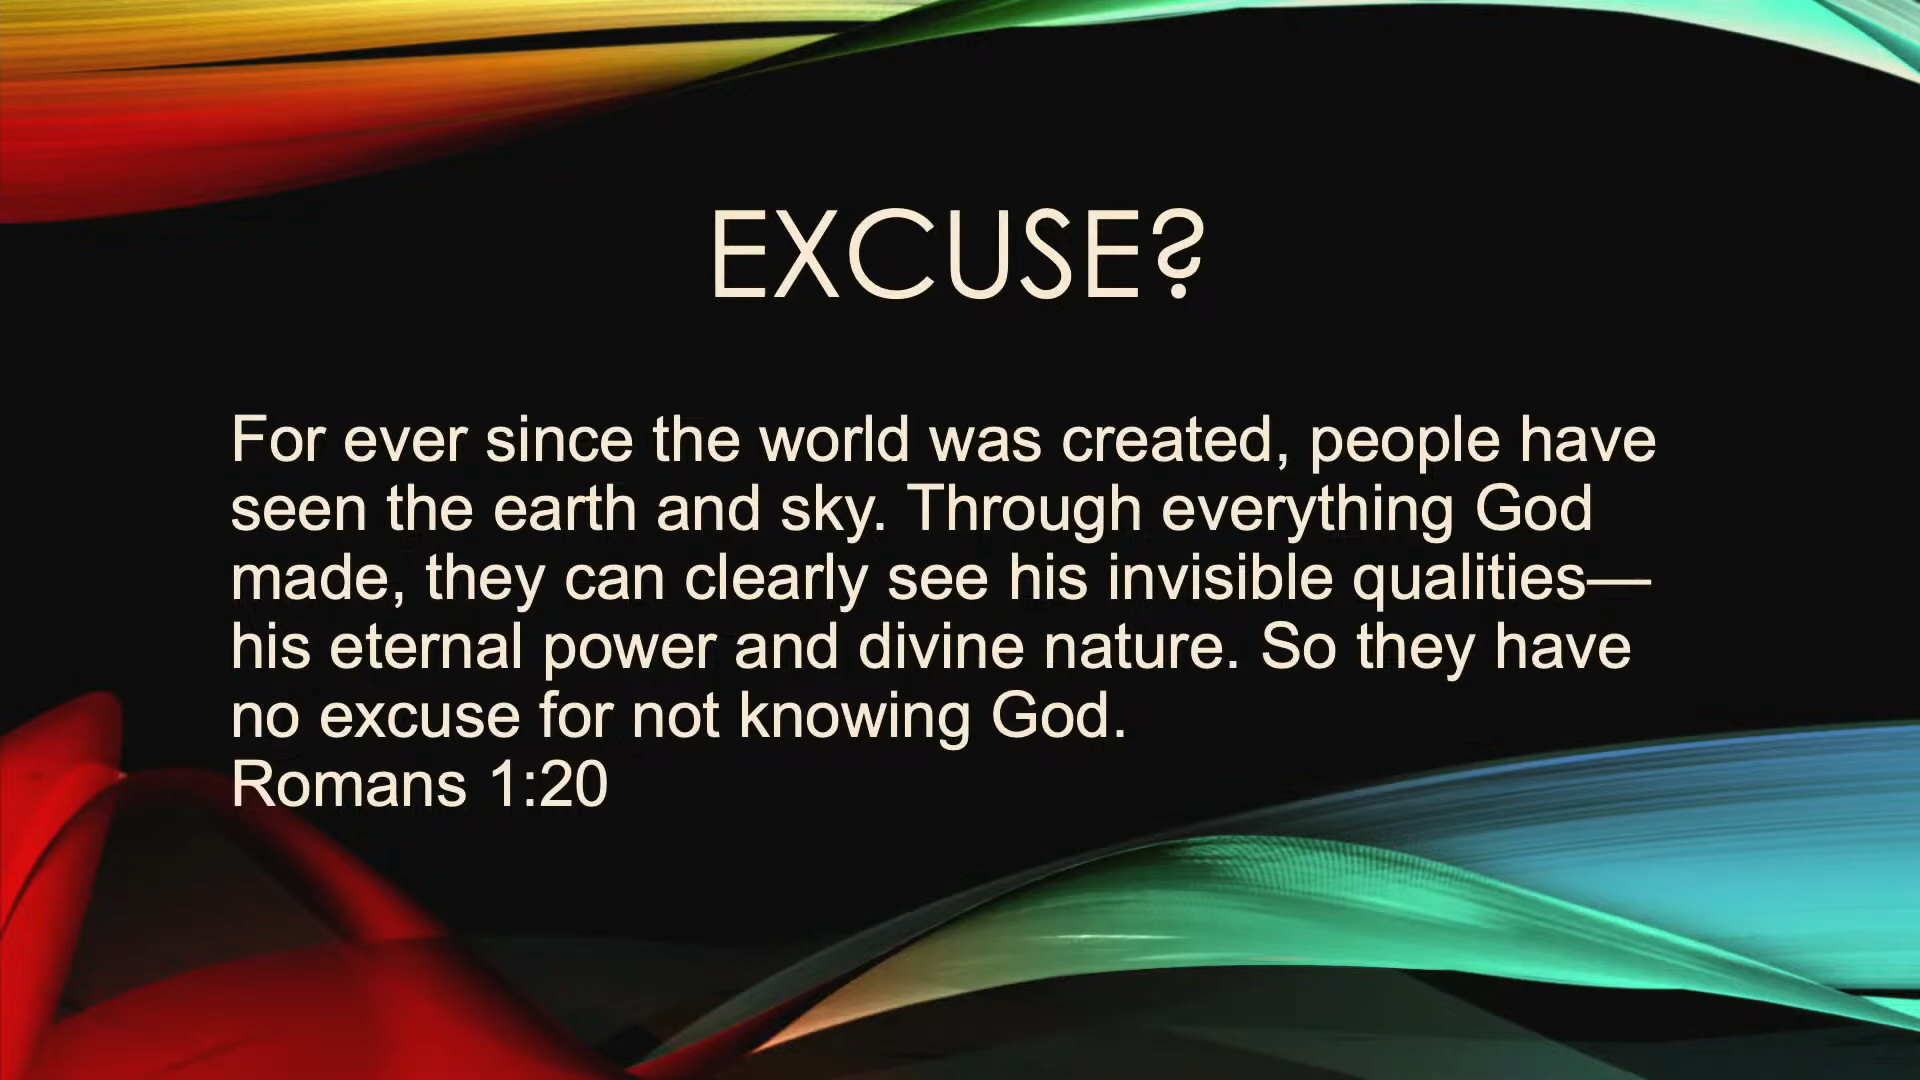 EXCUSE?
For ever since the world was created, people have
seen the earth and sky. Through everything God
made, they can clearly see his invisible qualities—
his eternal power and divine nature. So they have
no excuse for not knowing God.
Romans 1:20